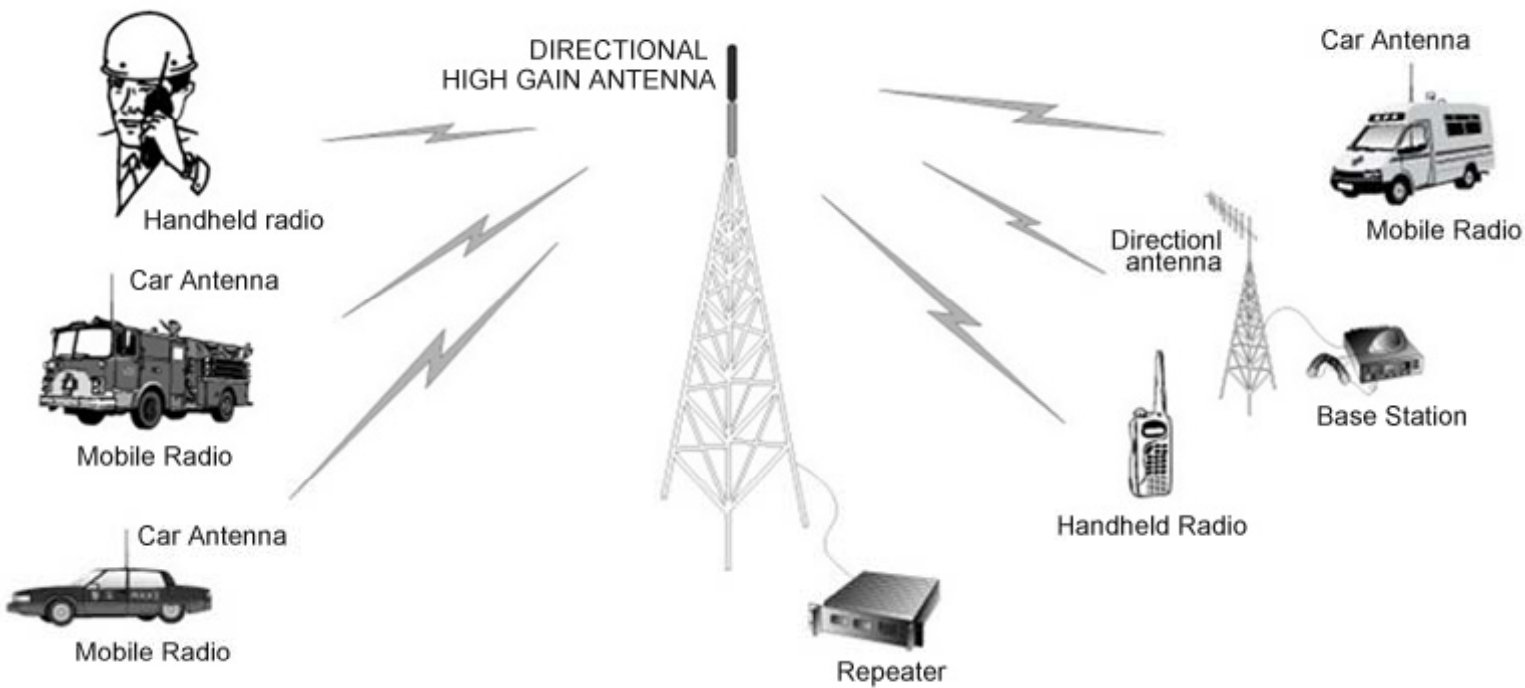 DIRECTIONAL
HIGH GAIN ANTENNA
Handheld radio
Car Antenna
Mobile Radio
Car Antenna
Mobile Radio
Repeater
Car Antenna
Mobile Radio
Directionl
antenna
Base Station
Handheld Radio